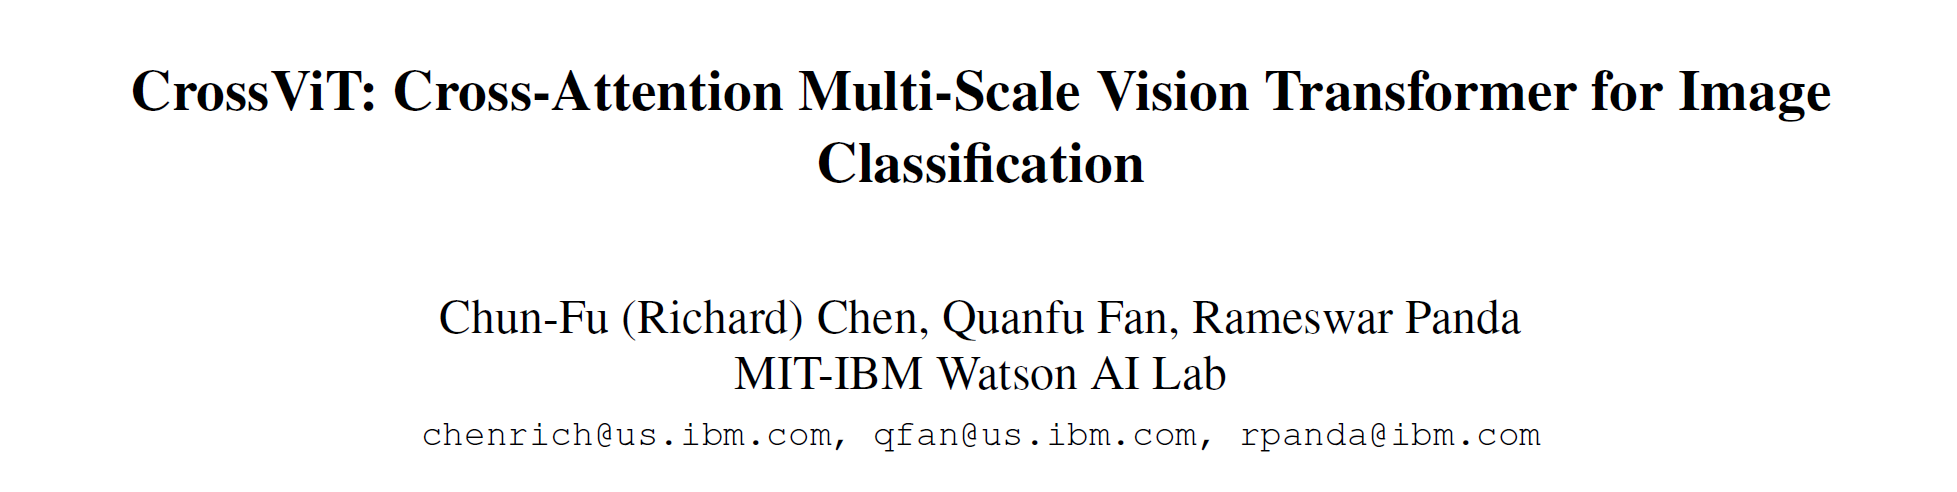 CrossViT: Cross-Attention Multi-Scale Vision Transformer for Image
Classification
Chun-Fu (Richard) Chen, Quanfu Fan, Rameswar Panda
MIT-IBM Watson AI Lab
chenrich@us.ibm.com, qfan@us.ibm.com, rpanda@ibm.com